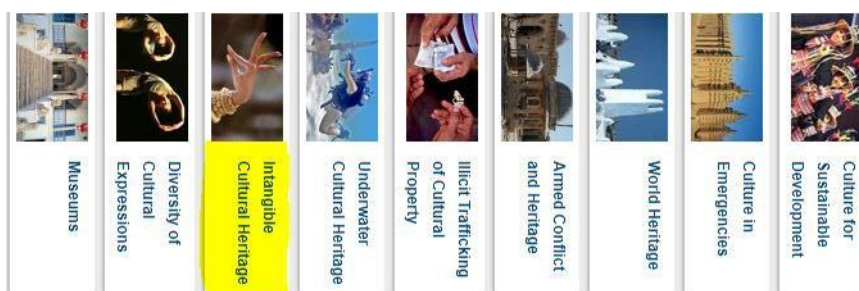 Culture for
Sustainable
Development
Culture in
Emergencies
World Heritage
Armed Conflict
and Heritage
Illicit Trafficking
of Cultural
Property
Underwater
Cultural Heritage
Intangible
Cultural Heritage
Diversity of
Cultural
Expressions
Museums